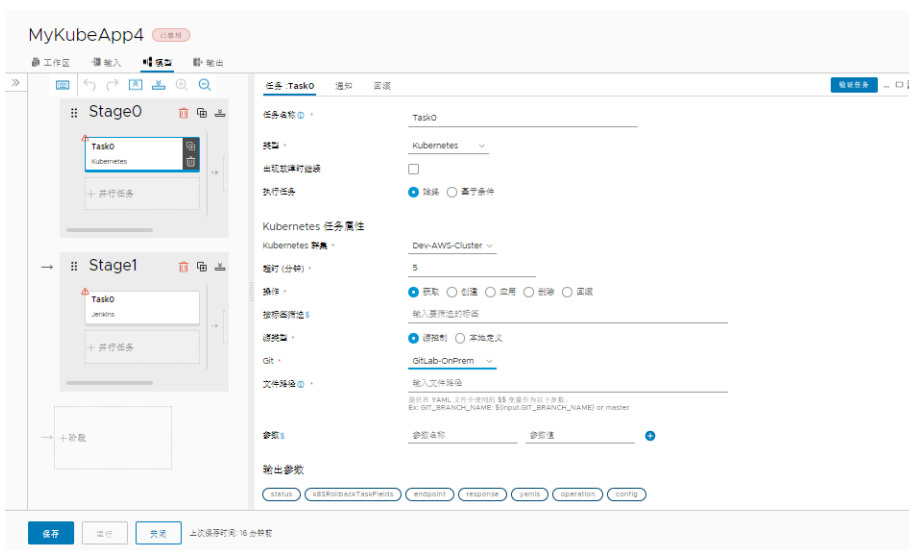 MyKubeApp4 已禁用
工作区 输入 模型 输出
任务 :Task0 通知 回滚 验证任务
Stage0
Task0
Kubernetes
+ 并行任务
Stage1
Task0
Jenkins
+ 并行任务
+阶段
任务名称 * Task0
类型 * Kubernetes
出现故障时继续
执行任务 始终 基于条件
Kubernetes 任务属性
Kubernetes 群集 * Dev-AWS-Cluster
超时 (分钟) * 5
操作 * 获取 创建 应用 删除 回滚
按标签筛选 $ 输入要筛选的标签
源类型 * 源控制 本地定义
Git * GitLab-OnPrem
文件路径 * 输入文件路径
提供在 YAML 文件中使用的 $$ 变量作为以下参数。
Ex: GIT_BRANCH_NAME: ${input.GIT_BRANCH_NAME} or master
参数 $ 参数名称 参数值
输出参数
status k8SRollbackTaskFields endpoint response yamls operation config
保存 运行 关闭 上次保存时间: 16 分钟前